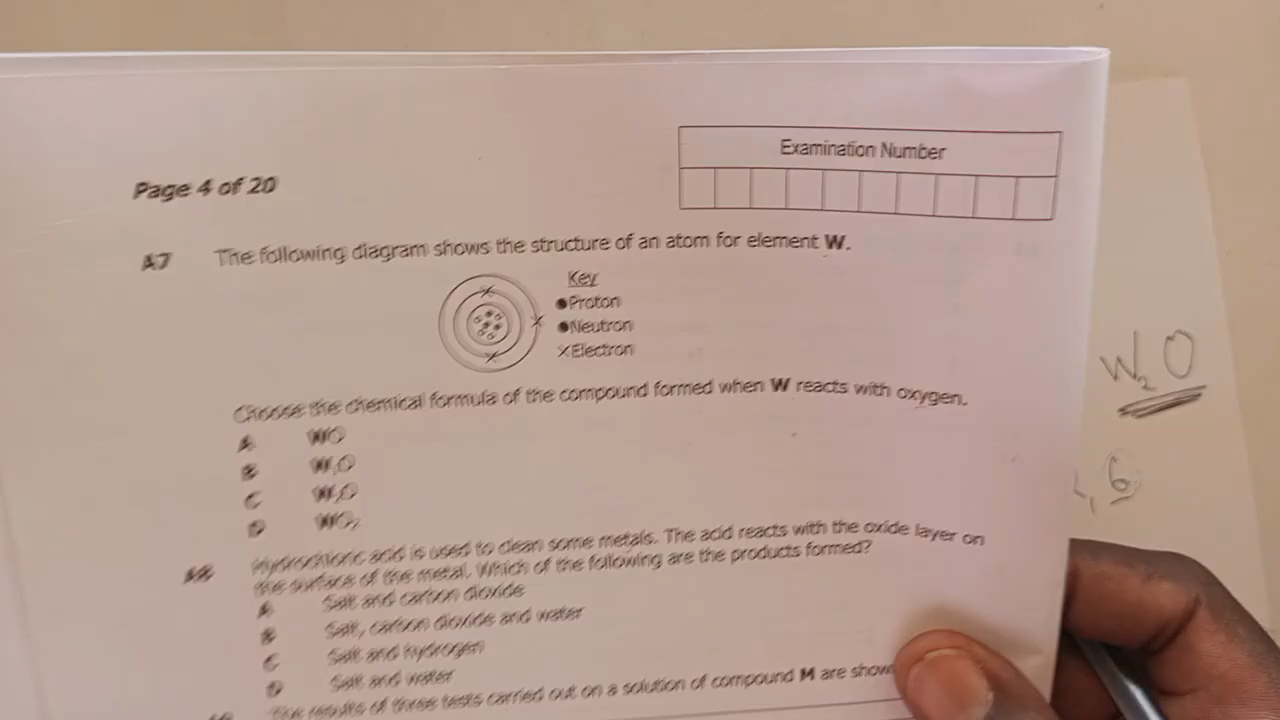 Examination Number
Page 4 of 20
A7 The following diagram shows the structure of an atom for element W.
Key
Proton
Neutron
×Electron
Choose the chemical formula of the compound formed when W reacts with oxygen.
A WO
B
C
D WO₂
W₂O
, 6
A8 Hydrochloric acid is used to clean some metals. The acid reacts with the oxide layer on
the surface of the metal. Which of the following are the products formed?
A Salt and carbon dioxide
B Salt, carbon dioxide and water
C Salt and hydrogen
D Salt and water
The results of three tests carried out on a solution of compound M are show